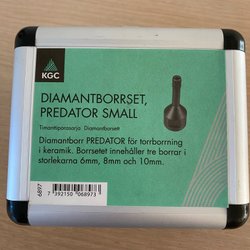 KGC
DIAMANTBORRSET,
PREDATOR SMALL
Timanttiporasarja Diamantborsett
Diamantborr PREDATOR för torrborrning
i keramik. Borrsetet innehåller tre borrar i
storlekarna 6mm, 8mm och 10mm.
6897
7 392150 068973